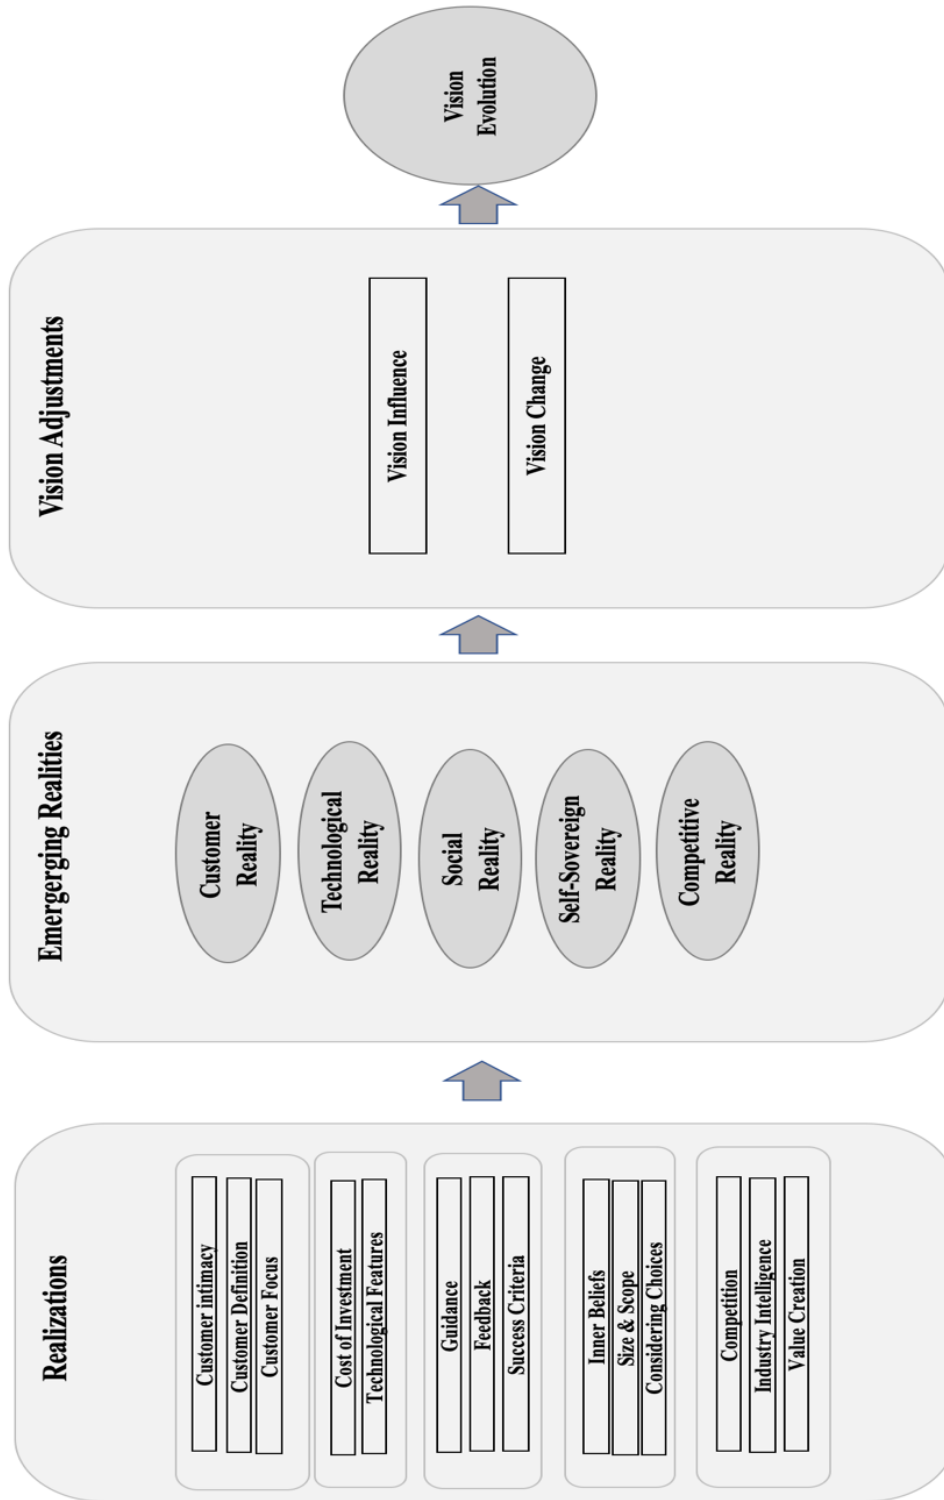 Realizations
Customer intimacy
Customer Definition
Customer Focus
Cost of Investment
Technological Features
Guidance
Feedback
Success Criteria
Inner Beliefs
Size & Scope
Considering Choices
Competition
Industry Intelligence
Value Creation
Emergerging Realities
Customer
Reality
Technological
Reality
Social
Reality
Self-Sovereign
Reality
Competitive
Reality
Vision Adjustments
Vision Influence
Vision Change
Vision
Evolution